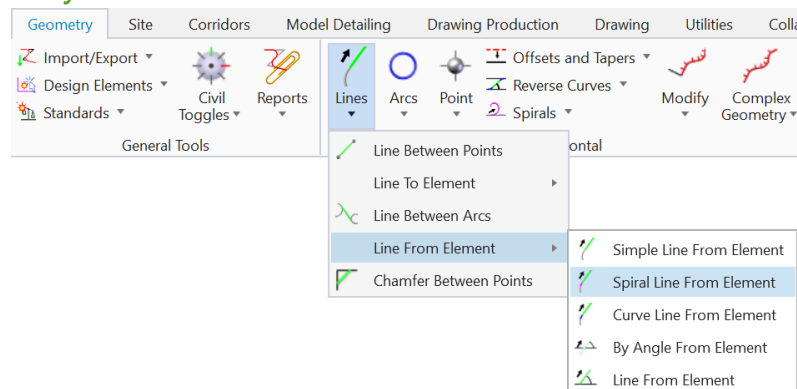 Geometry Site Corridors Model Detailing Drawing Production Drawing Utilities
Import/Export
Design Elements
Standards
Civil Toggles
Reports
General Tools
Lines
Arcs
Point
Offsets and Tapers
Reverse Curves
Spirals
Modify
Complex Geometry
Line Between Points
Line To Element
Line Between Arcs
Line From Element
Chamfer Between Points
Simple Line From Element
Spiral Line From Element
Curve Line From Element
By Angle From Element
Line From Element